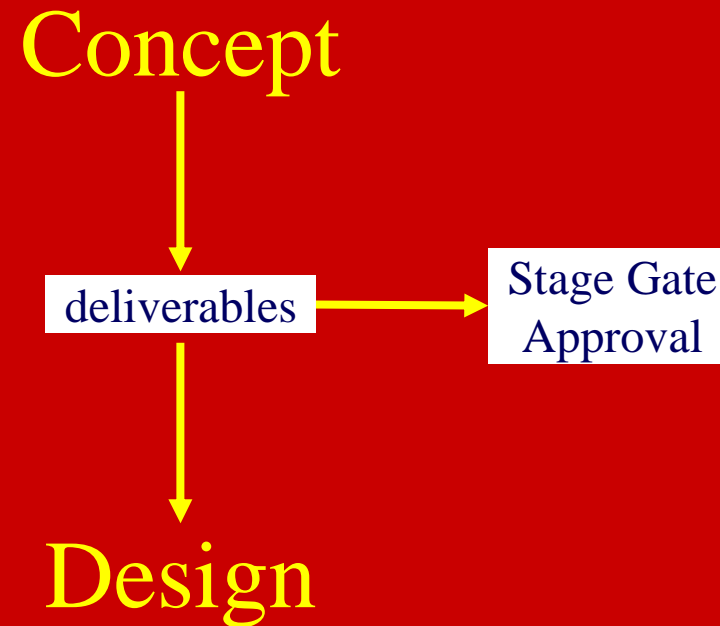 Concept
deliverables
Stage Gate
Approval
Design